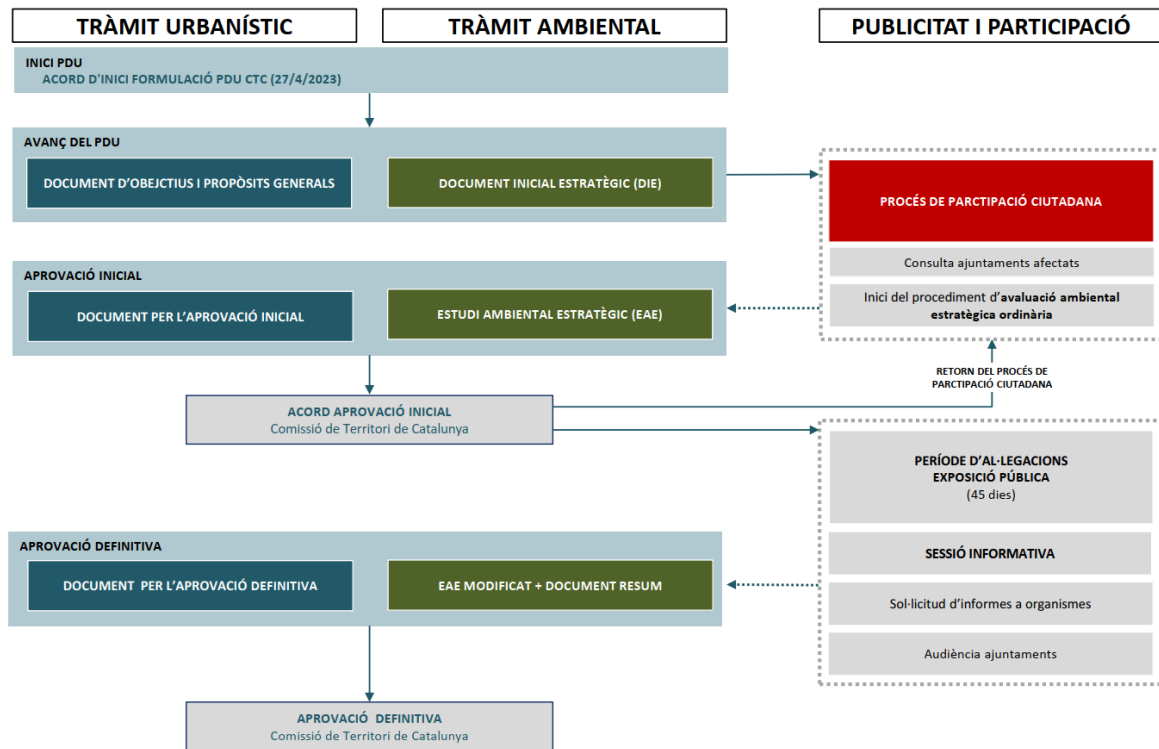 TRÀMIT URBANÍSTIC
TRÀMIT AMBIENTAL
PUBLICITAT I PARTICIPACIÓ
INICI PDU
ACORD D'INICI FORMULACIÓ PDU CTC (27/4/2023)
AVANÇ DEL PDU
DOCUMENT D'OBEJCTIUS I PROPÒSITS GENERALS
DOCUMENT INICIAL ESTRATÈGIC (DIE)
PROCÉS DE PARCTIPACIÓ CIUTADANA
Consulta ajuntaments afectats
Inici del procediment d'avaluació ambiental
estratègica ordinària
APROVACIÓ INICIAL
DOCUMENT PER L'APROVACIÓ INICIAL
ESTUDI AMBIENTAL ESTRATÈGIC (EAE)
RETORN DEL PROCÉS DE
PARCTIPACIÓ CIUTADANA
ACORD APROVACIÓ INICIAL
Comissió de Territori de Catalunya
PERÍODE D'AL·LEGACIONS
EXPOSICIÓ PÚBLICA
(45 dies)
SESSIÓ INFORMATIVA
Sol·licitud d'informes a organismes
Audiència ajuntaments
APROVACIÓ DEFINITIVA
DOCUMENT PER L'APROVACIÓ DEFINITIVA
EAE MODIFICAT + DOCUMENT RESUM
APROVACIÓ DEFINITIVA
Comissió de Territori de Catalunya